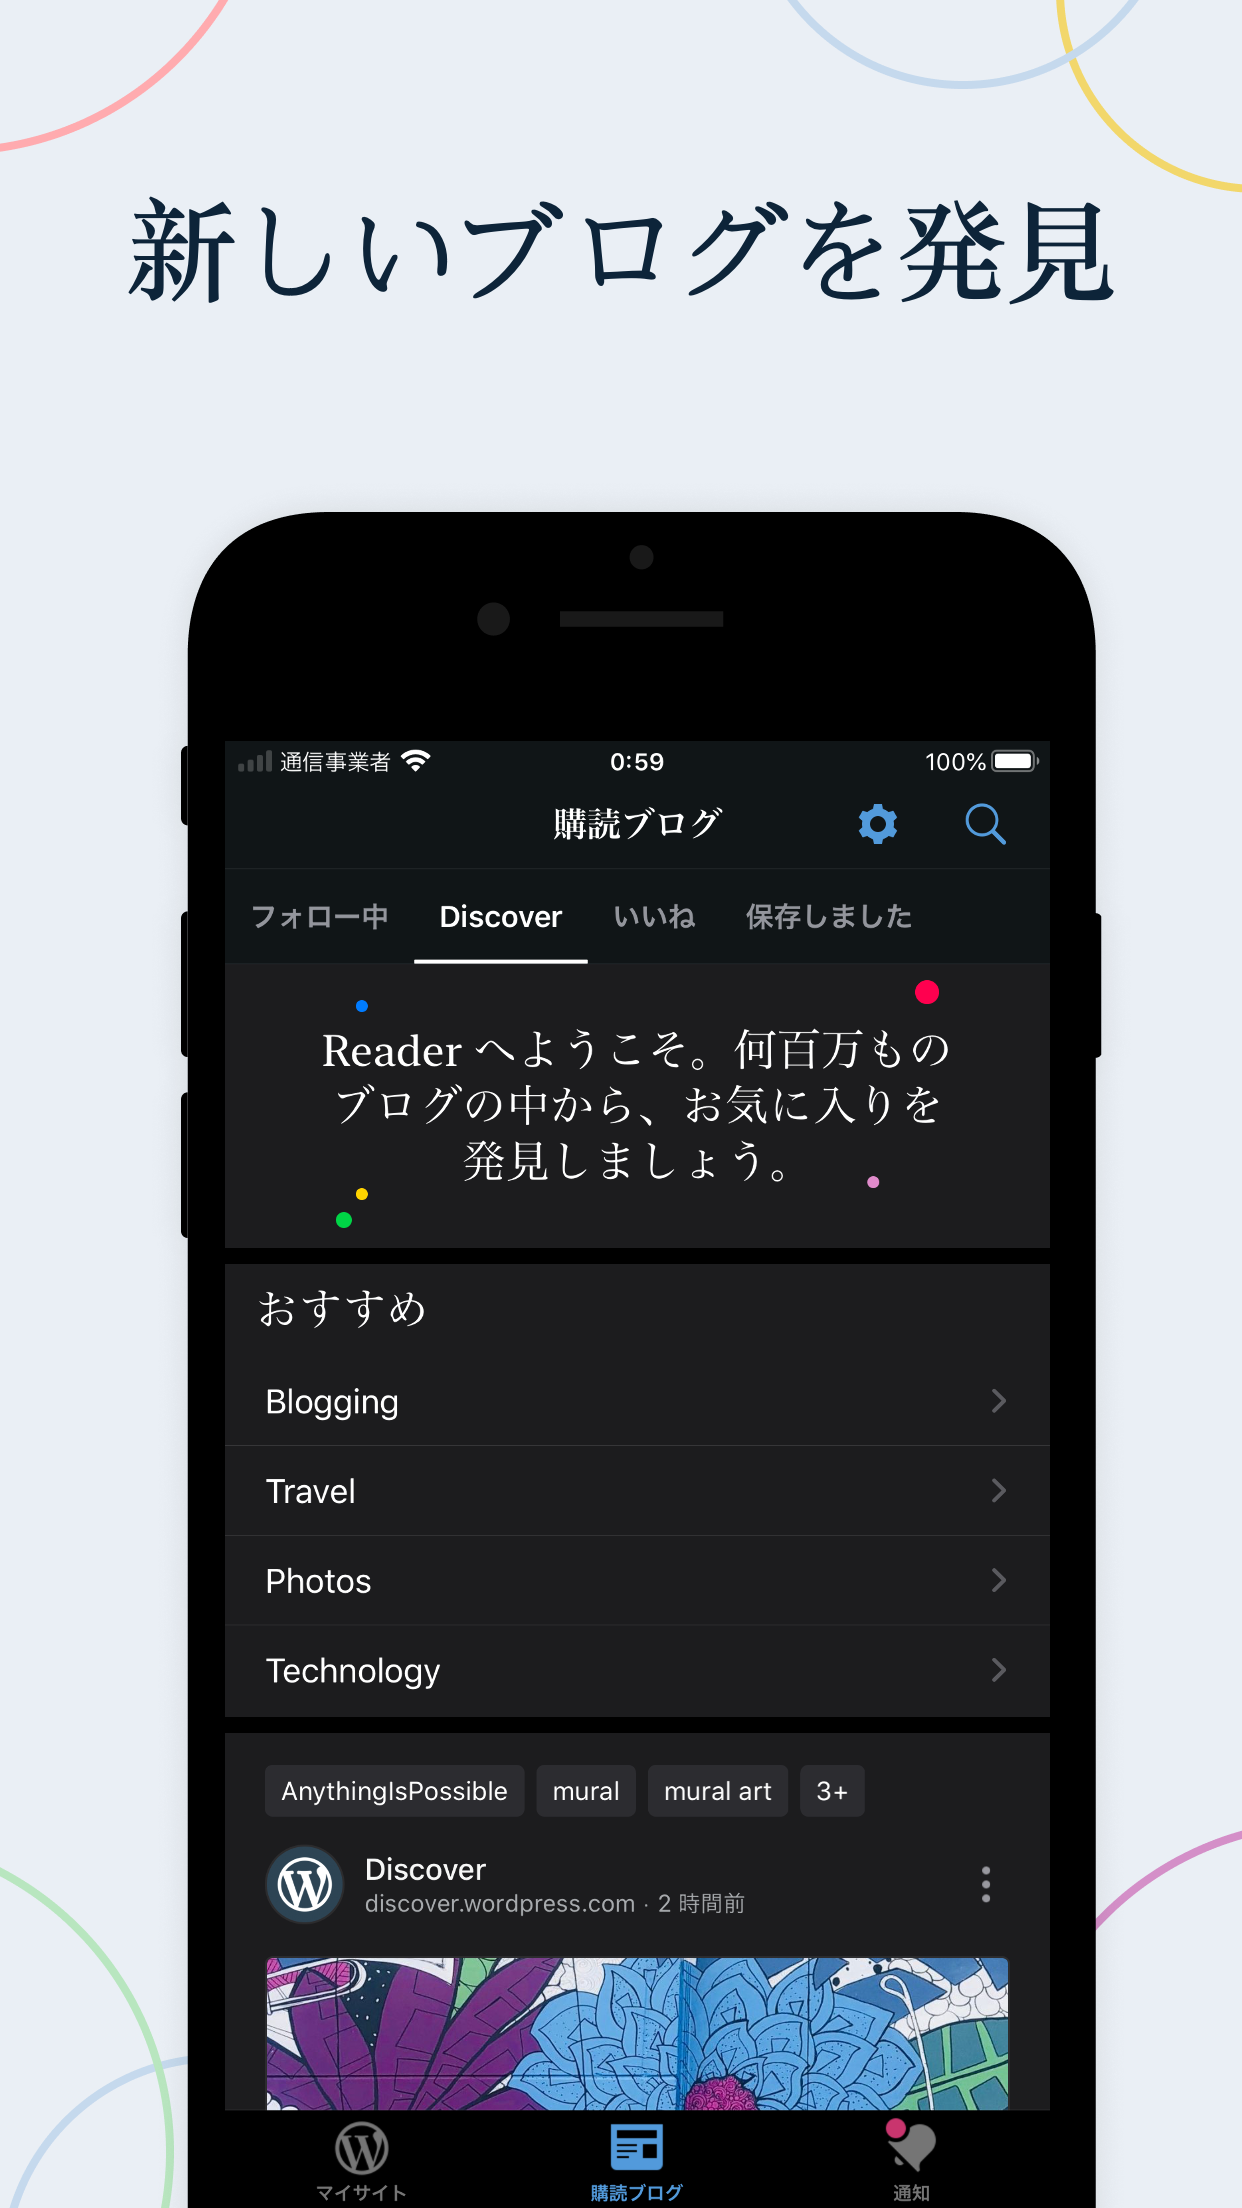 新しいブログを発見
通信事業者 0:59 100%
購読ブログ
フォロー中 Discover いいね 保存しました
Reader へようこそ。何百万もの
ブログの中から、お気に入りを
発見しましょう。
おすすめ
Blogging
Travel
Photos
Technology
AnythingIsPossible mural mural art 3+
Discover
discover.wordpress.com · 2 時間前
マイサイト 購読ブログ 通知